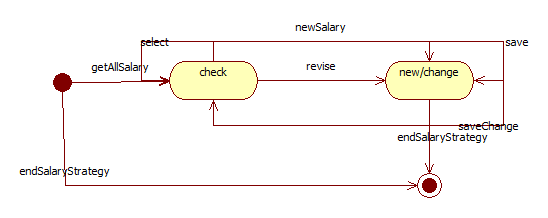 newSalary
select
save
getAllSalary
check
revise
new/change
saveChange
endSalaryStrategy
endSalaryStrategy